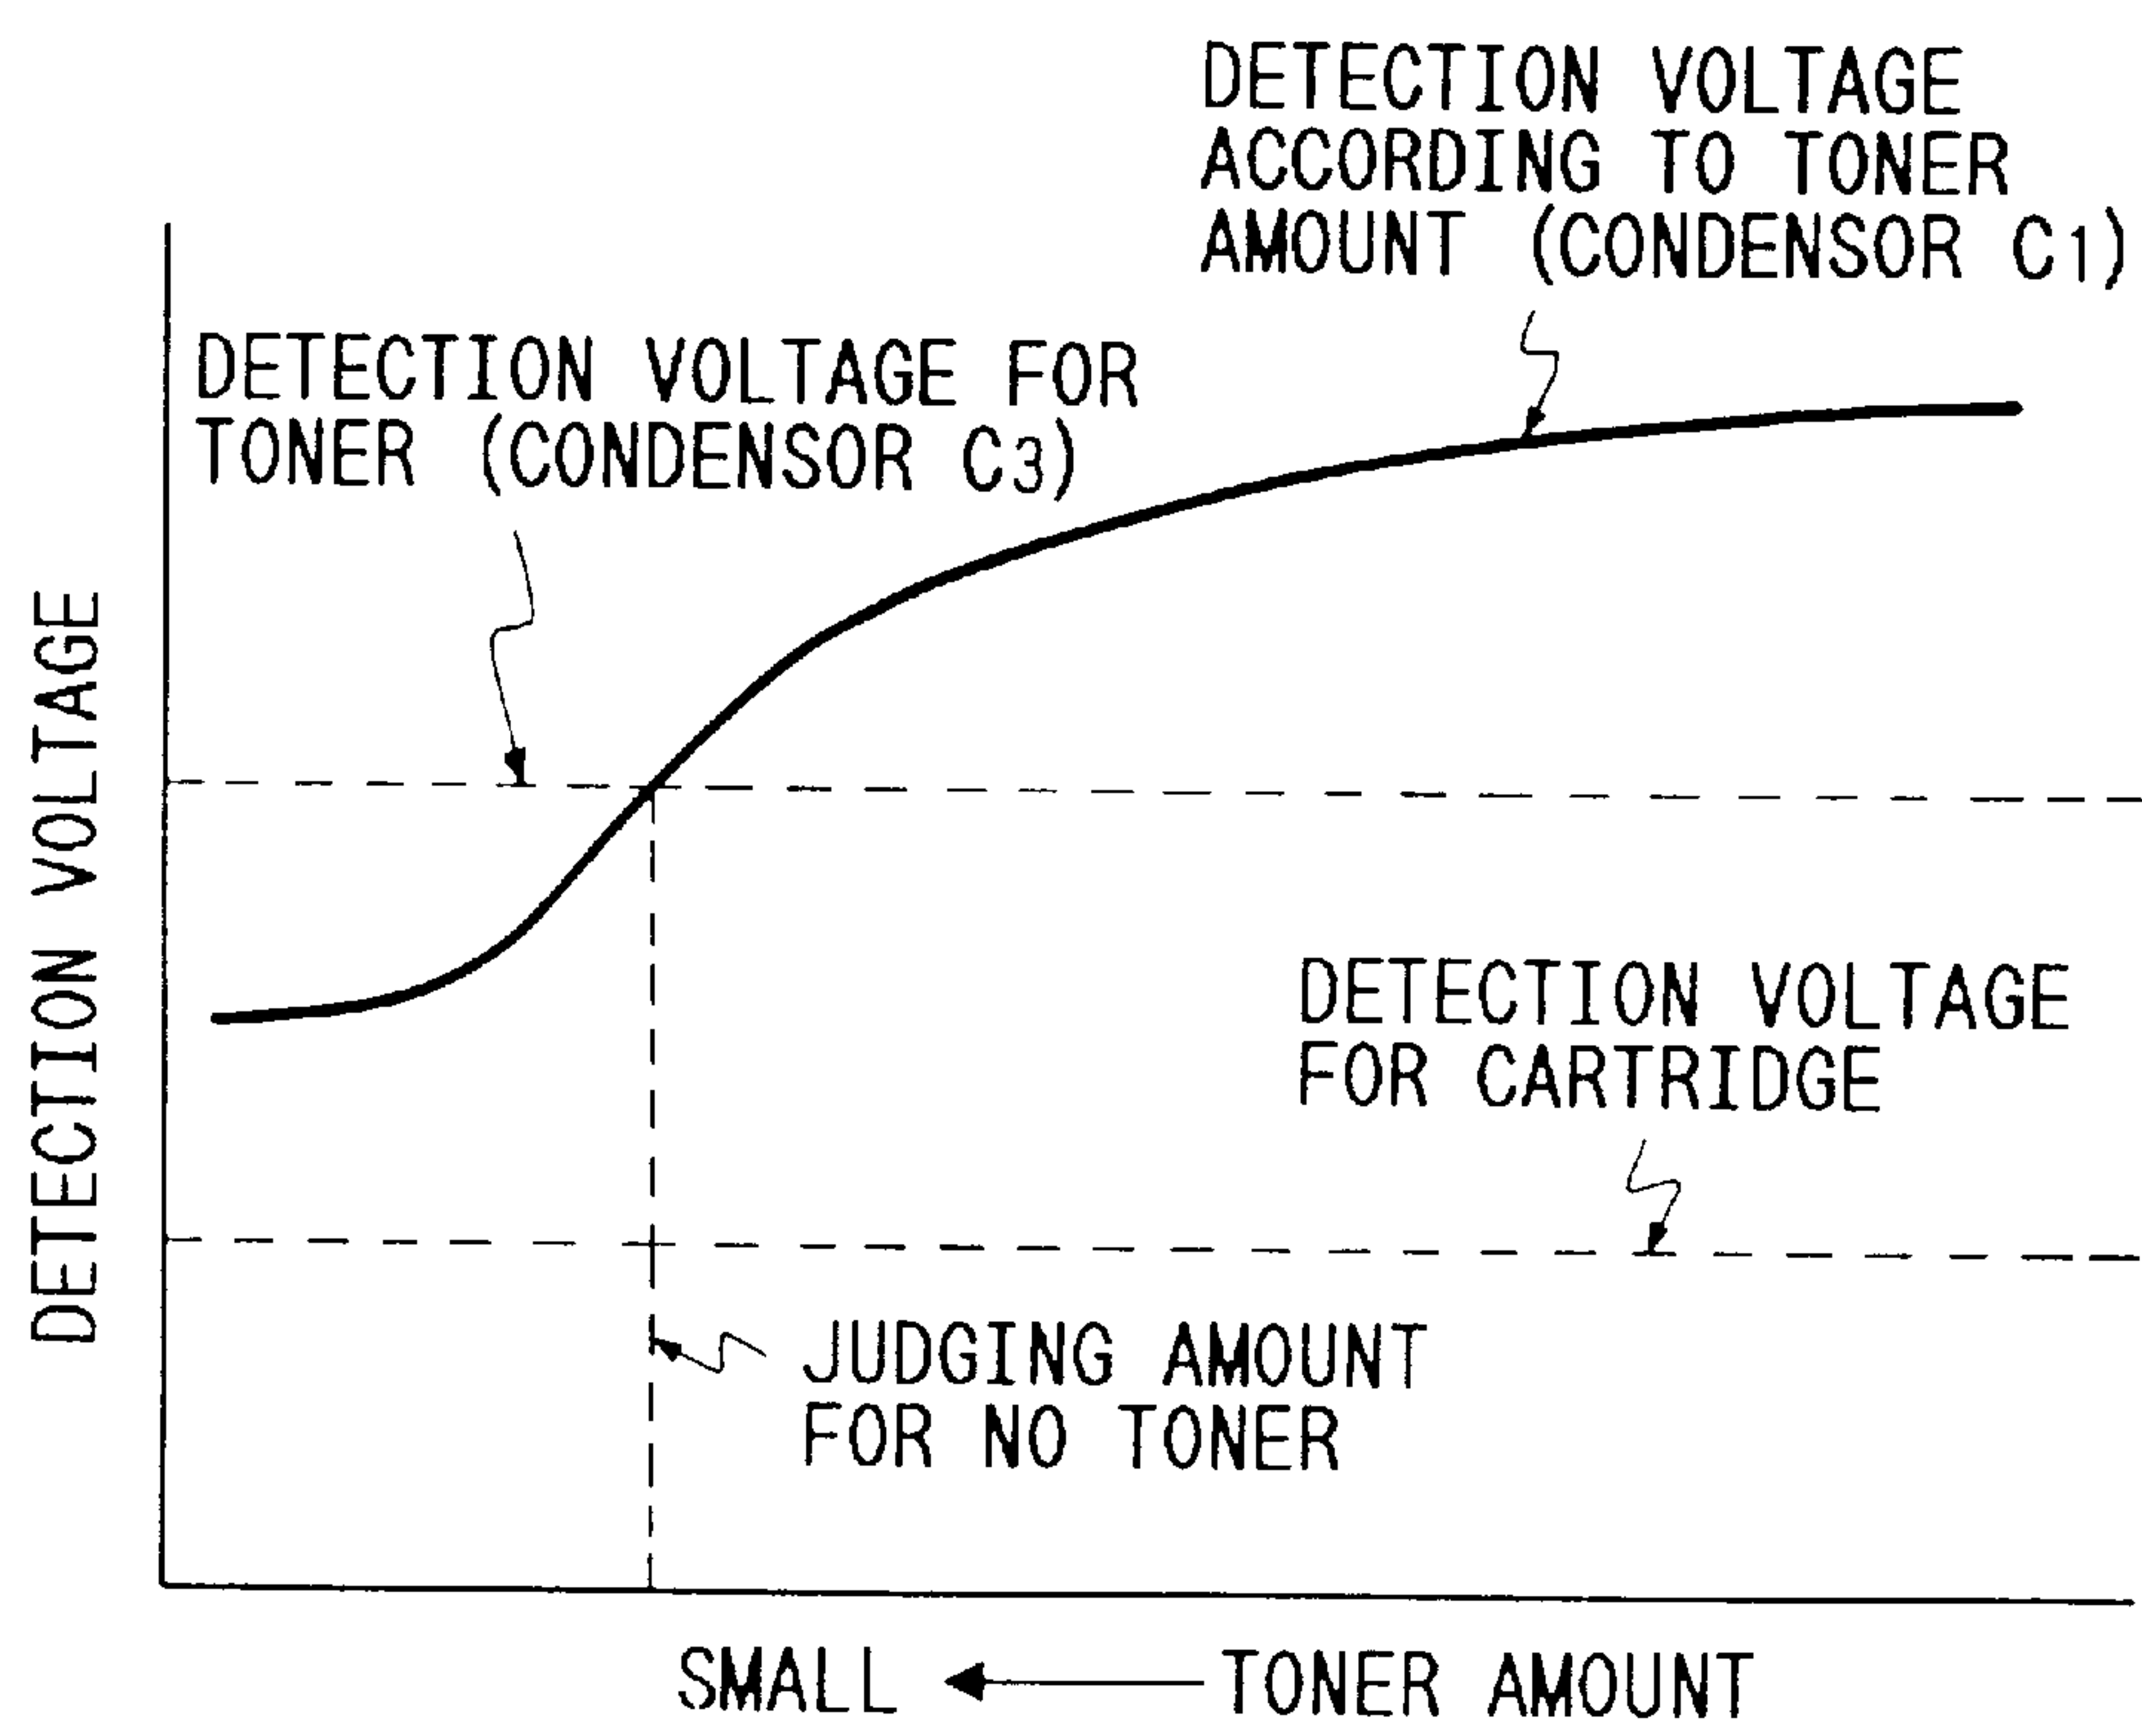 DETECTION VOLTAGE
ACCORDING TO TONER
AMOUNT (CONDENSOR C1)
DETECTION VOLTAGE FOR
TONER (CONDENSOR C3)
DETECTION VOLTAGE
DETECTION VOLTAGE
FOR CARTRIDGE
JUDGING AMOUNT
FOR NO TONER
SMALL
TONER AMOUNT